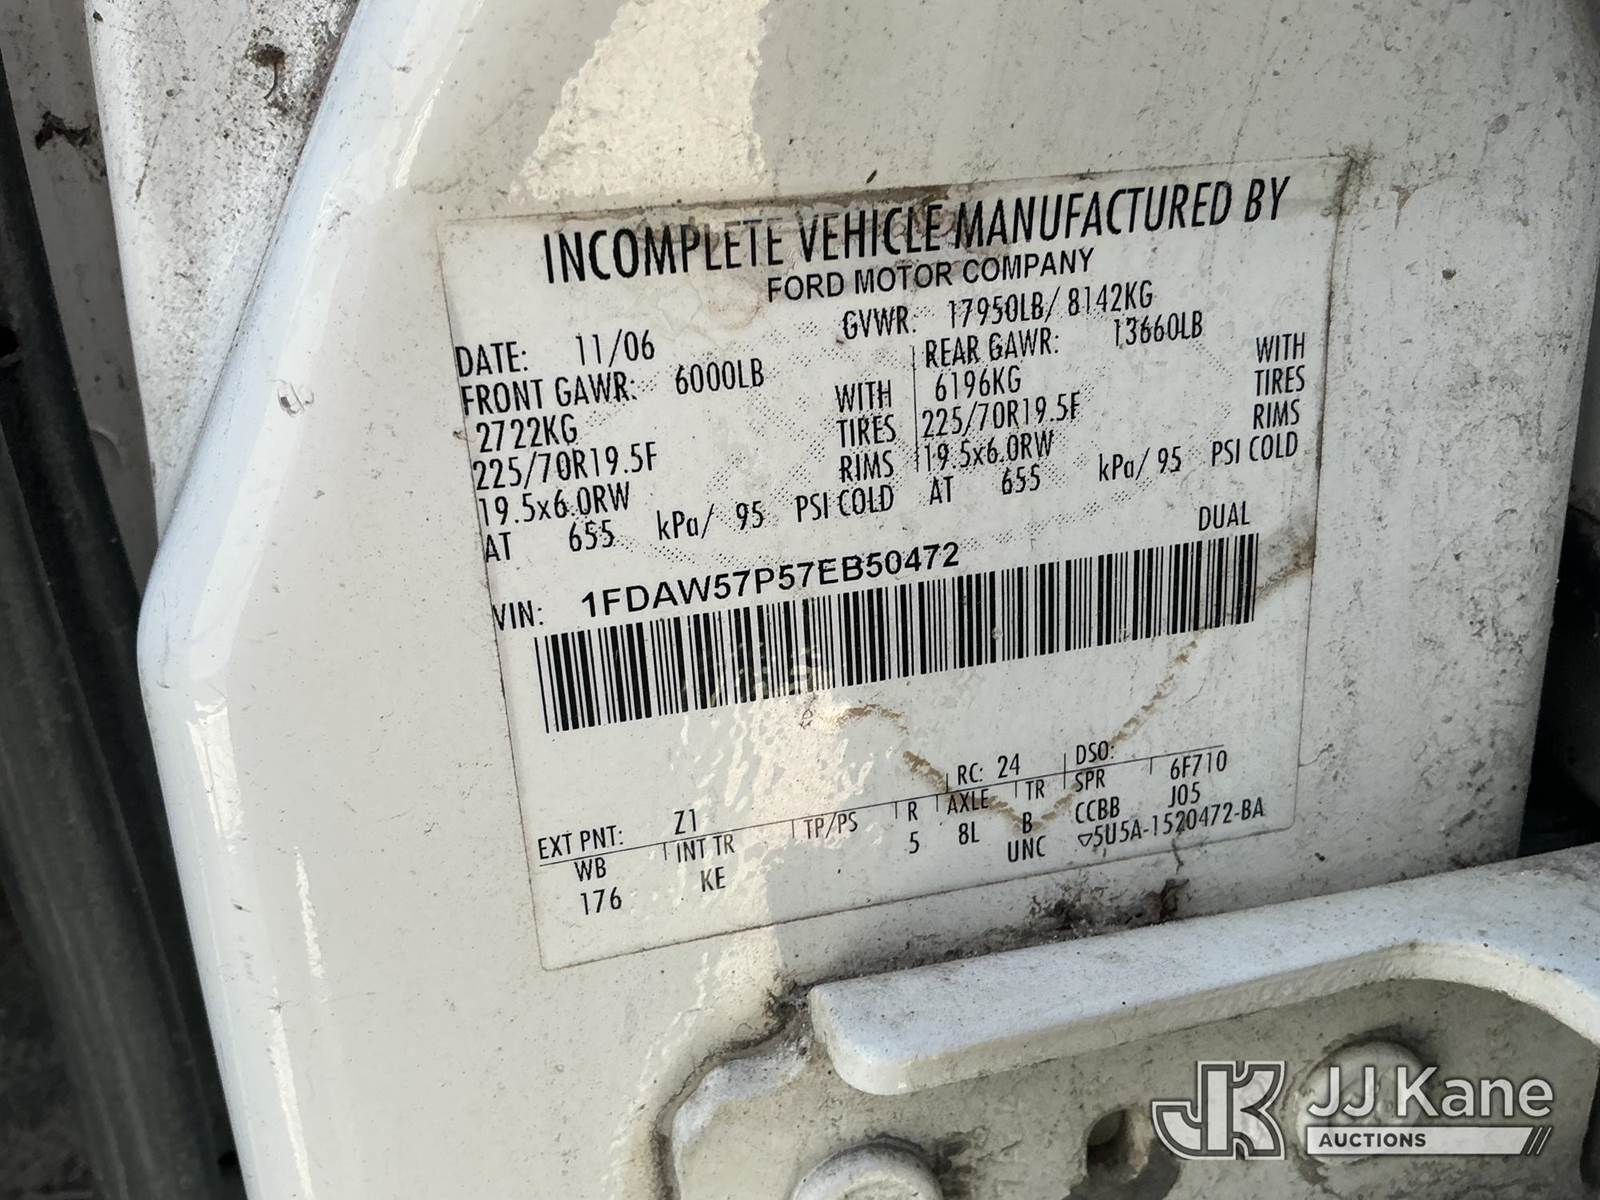 INCOMPLETE VEHICLE MANUFACTURED BY
FORD MOTOR COMPANY
DATE: 11/06 GVWR: 17950LB/ 8142KG
FRONT GAWR: 6000LB REAR GAWR: 13660LB
2722KG WITH 6196KG WITH
225/70R19.5F TIRES 225/70R19.5F TIRES
19.5x6.0RW RIMS 19.5x6.0RW RIMS
AT 655 kPa/ 95 PSI COLD AT 655 kPa/ 95 PSI COLD
DUAL
VIN: 1FDAW57P57EB50472
EXT PNT: Z1 RC: 24 DSO:
WB INT TR TP/PS R AXLE TR SPR 6F710
176 KE 5 8L B CCBB J05
UNC 5U5A-1520472-BA
JK JJ Kane
AUCTIONS